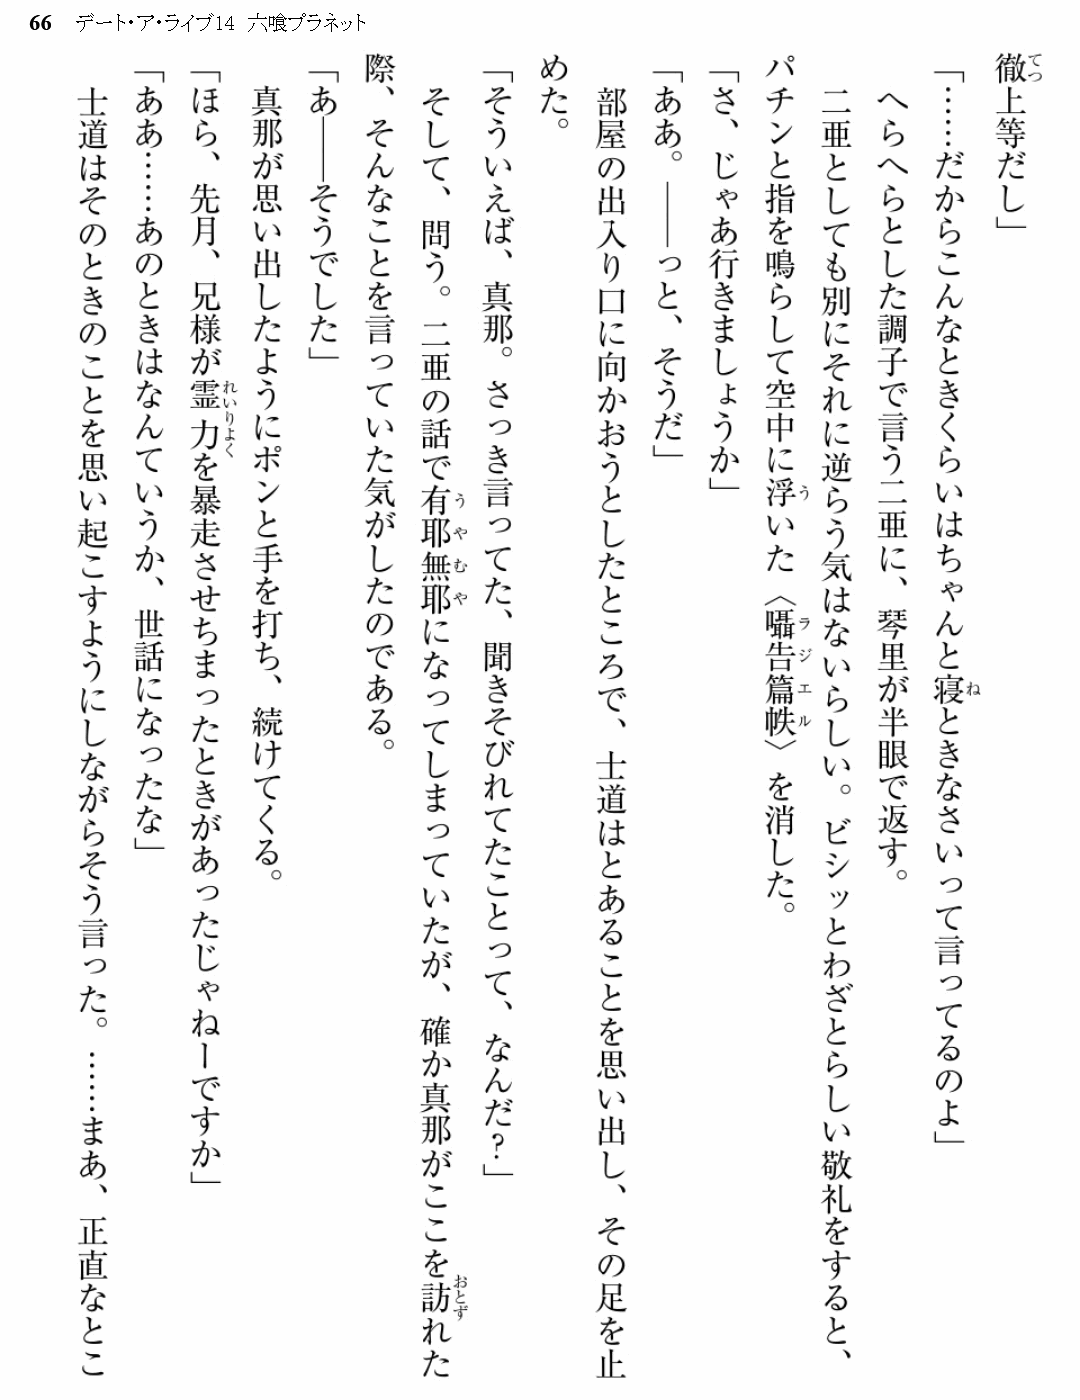 66 デート・ア・ライブ14 六喰プラネット
徹てつ上等だし」
「……だからこんなときくらいはちゃんと寝ねときなさいって言ってるのよ」
へらへらとした調子で言う二亜に、琴里が半眼で返す。
二亜としても別にそれに逆らう気はないらしい。ビシッとわざとらしい敬礼をすると、
パチンと指を鳴らして空中に浮ういた〈囁告篇帙ラジエル〉を消した。
「さ、じゃあ行きましょうか」
「ああ。――っと、そうだ」
部屋の出入り口に向かおうとしたところで、士道はとあることを思い出し、その足を止
めた。
「そういえば、真那。さっき言ってた、聞きそびれてたことって、なんだ?」
そして、問う。二亜の話で有耶無耶うやむやになってしまっていたが、確か真那がここを訪おとずれた
際、そんなことを言っていた気がしたのである。
「あ――そうでした」
真那が思い出したようにポンと手を打ち、続けてくる。
「ほら、先月、兄様が霊力れいりよくを暴走させちまったときがあったじゃねーですか」
「ああ……あのときはなんていうか、世話になったな」
士道はそのときのことを思い起こすようにしながらそう言った。……まあ、正直なとこ